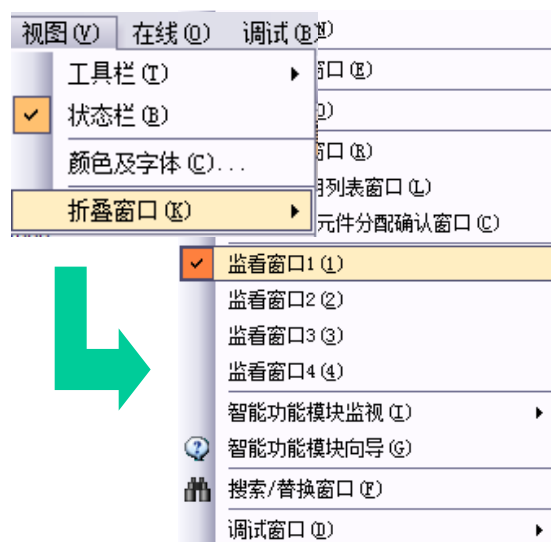 视图(V) 在线(O) 调试(B
工具栏(T)
状态栏(B)
颜色及字体(C)...
折叠窗口(K)
口(E)
口(R)
列表窗口(L)
元件分配确认窗口(C)
监看窗口1(1)
监看窗口2(2)
监看窗口3(3)
监看窗口4(4)
智能功能模块监视(I)
智能功能模块向导(G)
搜索/替换窗口(F)
调试窗口(D)